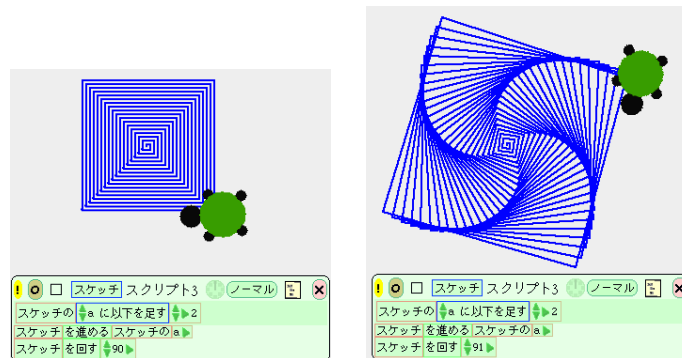 ! スケッチ スクリプト3 ノーマル
スケッチの a に以下を足す 2
スケッチ を進める スケッチの a
スケッチ を回す 90
! スケッチ スクリプト3 ノーマル
スケッチの a に以下を足す 2
スケッチ を進める スケッチの a
スケッチ を回す 91